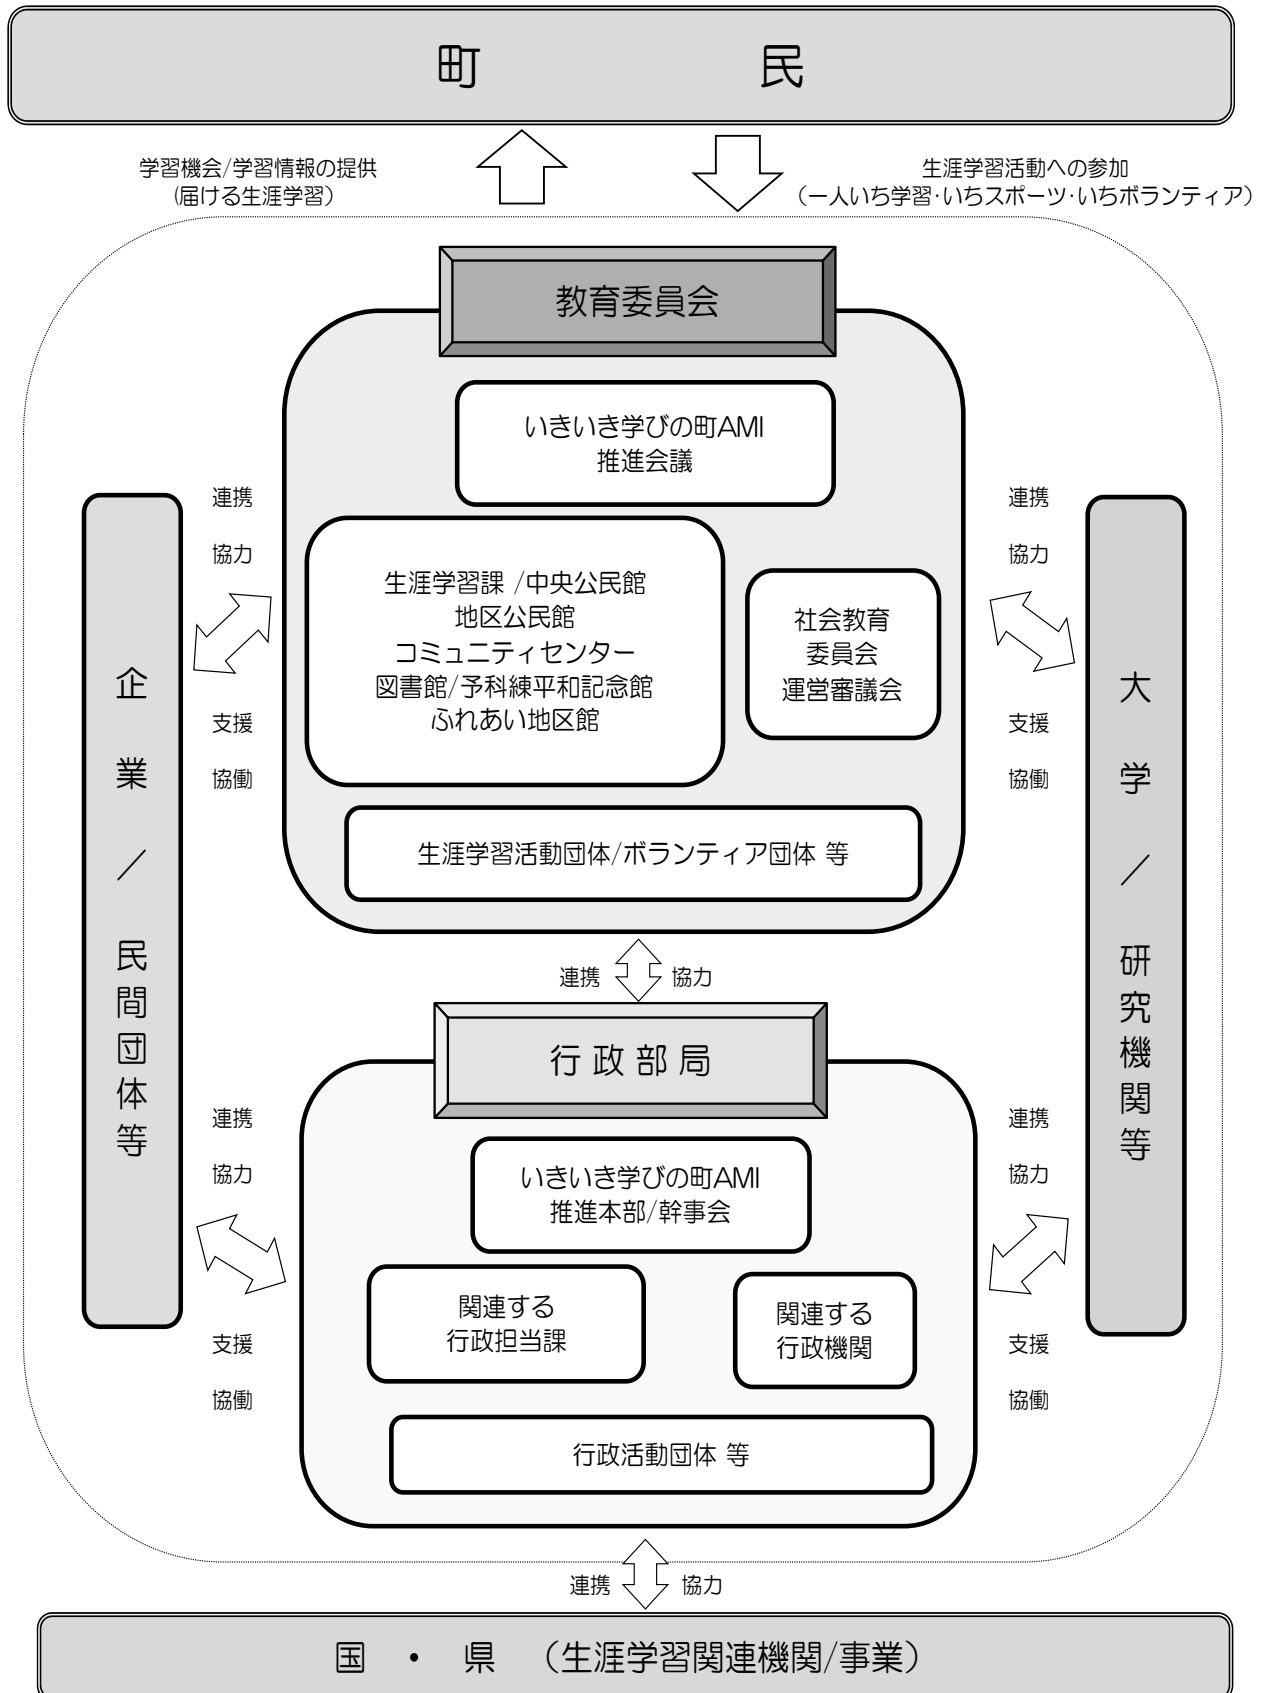 町　民
学習機会/学習情報の提供
(届ける生涯学習)
生涯学習活動への参加
(一人いち学習・いちスポーツ・いちボランティア)
教育委員会
いきいき学びの町AMI
推進会議
生涯学習課 /中央公民館
地区公民館
コミュニティセンター
図書館/予科練平和記念館
ふれあい地区館
社会教育
委員会
運営審議会
生涯学習活動団体/ボランティア団体 等
連携
協力
支援
協働
連携
協力
支援
協働
企業／民間団体等
大学／研究機関等
連携
協力
行政部局
いきいき学びの町AMI
推進本部/幹事会
関連する
行政担当課
関連する
行政機関
行政活動団体 等
連携
協力
支援
協働
連携
協力
支援
協働
連携
協力
国 ・ 県 （生涯学習関連機関/事業）